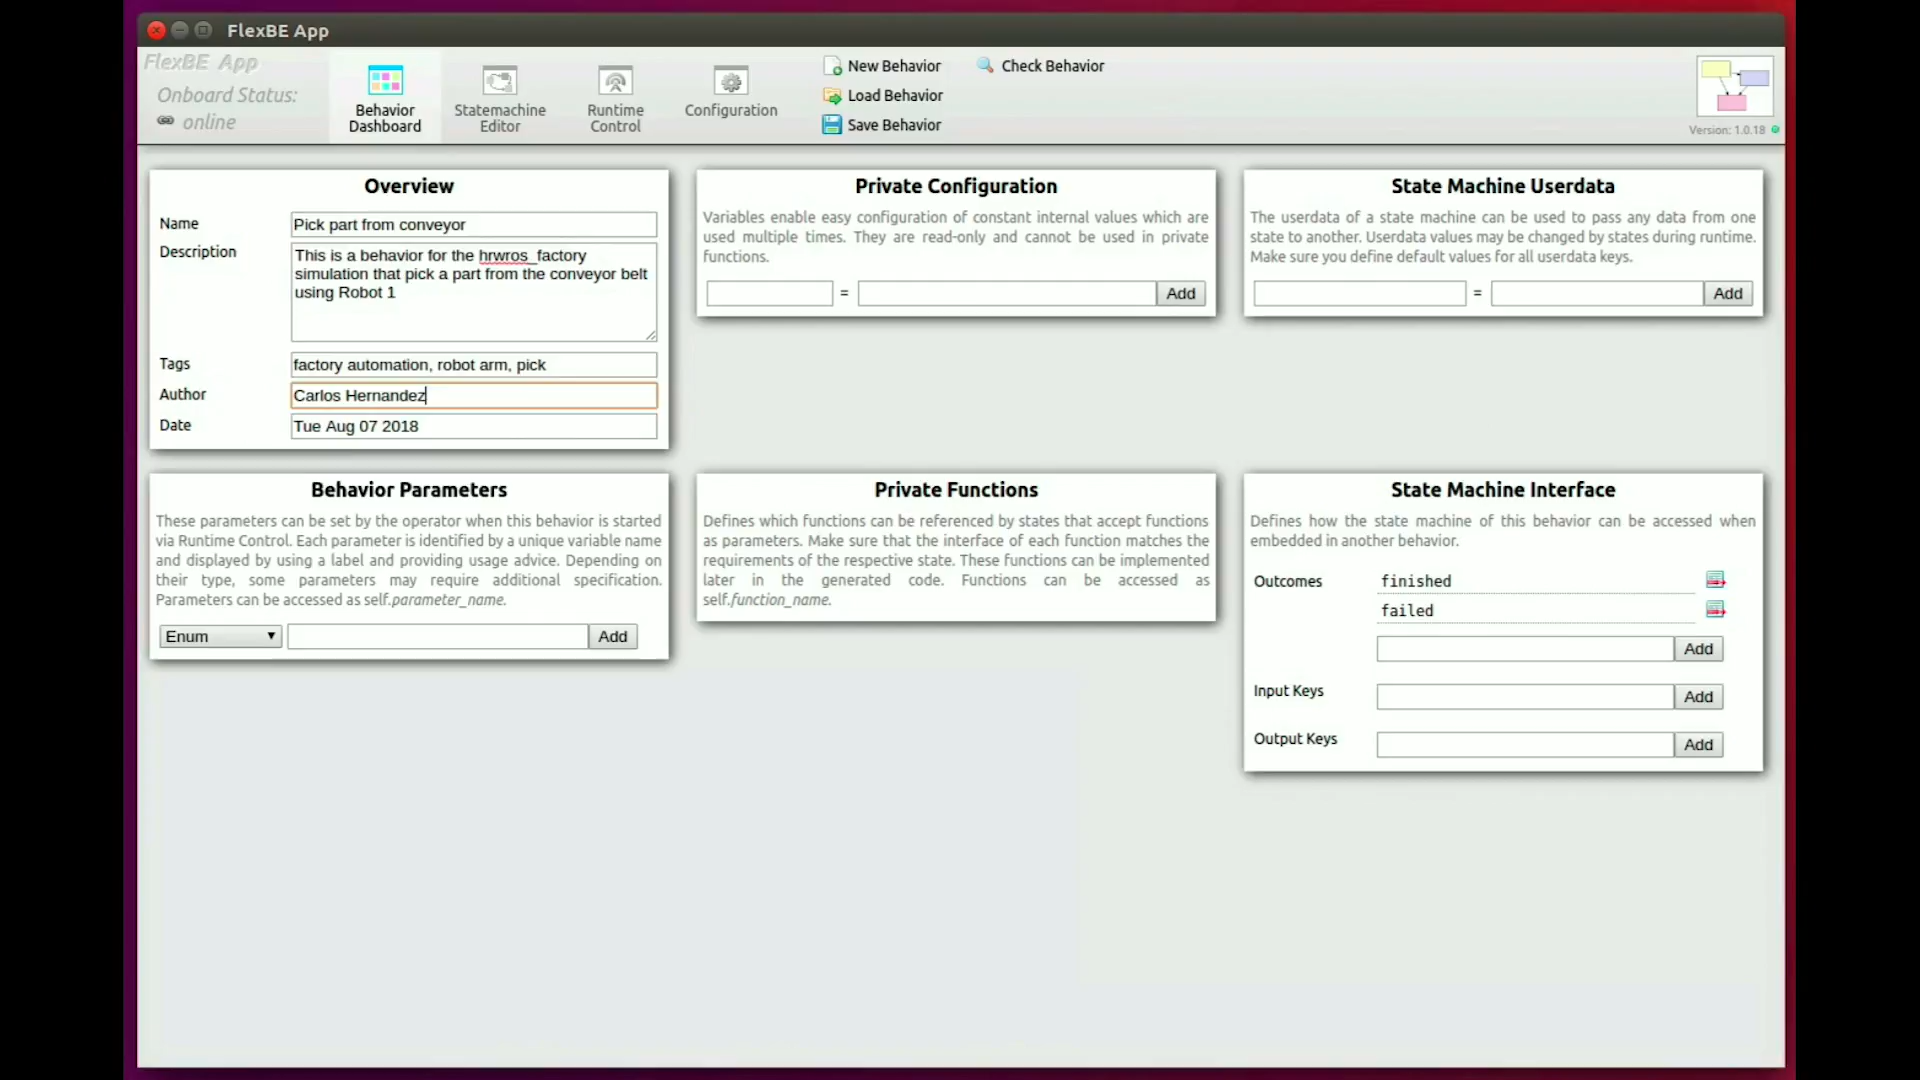 FlexBE App
FlexBE App
Onboard Status:
online
Behavior
Dashboard
Statemachine
Editor
Runtime
Control
Configuration
New Behavior
Load Behavior
Save Behavior
Check Behavior
Version: 1.0.18
Overview
Name
Pick part from conveyor
Description
This is a behavior for the hrwros_factory
simulation that pick a part from the conveyor belt
using Robot 1
Tags
factory automation, robot arm, pick
Author
Carlos Hernandez
Date
Tue Aug 07 2018
Private Configuration
Variables enable easy configuration of constant internal values which are
used multiple times. They are read-only and cannot be used in private
functions.
=
Add
State Machine Userdata
The userdata of a state machine can be used to pass any data from one
state to another. Userdata values may be changed by states during runtime.
Make sure you define default values for all userdata keys.
=
Add
Behavior Parameters
These parameters can be set by the operator when this behavior is started
via Runtime Control. Each parameter is identified by a unique variable name
and displayed by using a label and providing usage advice. Depending on
their type, some parameters may require additional specification.
Parameters can be accessed as self.parameter_name.
Enum
Add
Private Functions
Defines which functions can be referenced by states that accept functions
as parameters. Make sure that the interface of each function matches the
requirements of the respective state. These functions can be implemented
later in the generated code. Functions can be accessed as
self.function_name.
State Machine Interface
Defines how the state machine of this behavior can be accessed when
embedded in another behavior.
Outcomes
finished
failed
Add
Input Keys
Add
Output Keys
Add